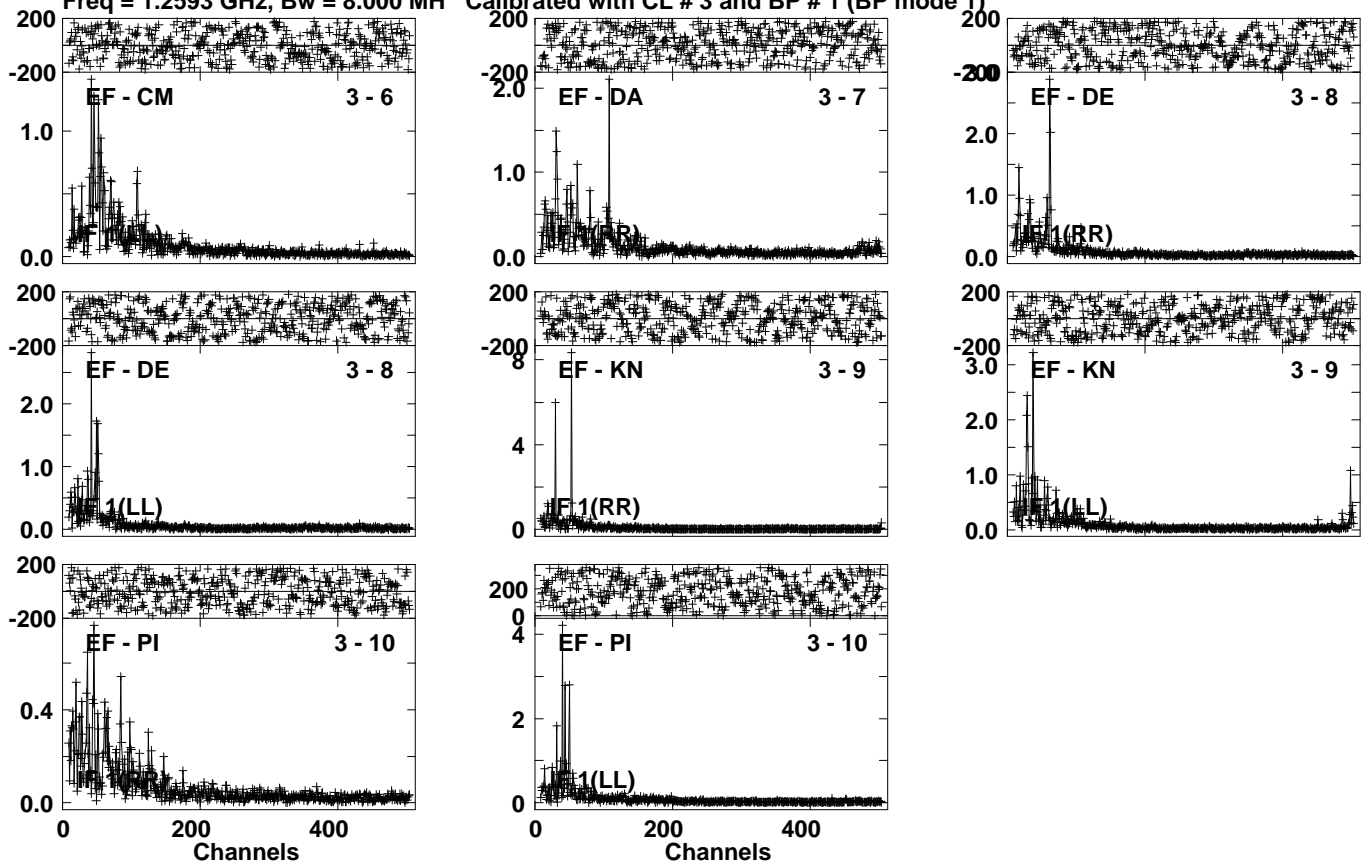 Freq = 1.2593 GHz, Bw = 8.000 MH Calibrated with CL # 3 and BP # 1 (BP mode 1)
200
-200
EF - CM 3 - 6
1.0
0.0
200
-200
EF - DA 3 - 7
2.0
1.0
IF 1(RR)
0.0
200
EF - DE 3 - 8
2.0
1.0
IF 1(RR)
0.0
200
-200
EF - DE 3 - 8
2.0
1.0
IF 1(LL)
0.0
200
-200
8
EF - KN 3 - 9
4
IF 1(RR)
0
200
-200
3.0
EF - KN 3 - 9
2.0
1.0
IF 1(LL)
0.0
200
-200
EF - PI 3 - 10
0.4
IF 1(RR)
0.0
0 200 400
Channels
200
0
4
EF - PI 3 - 10
2
IF 1(LL)
0
0 200 400
Channels